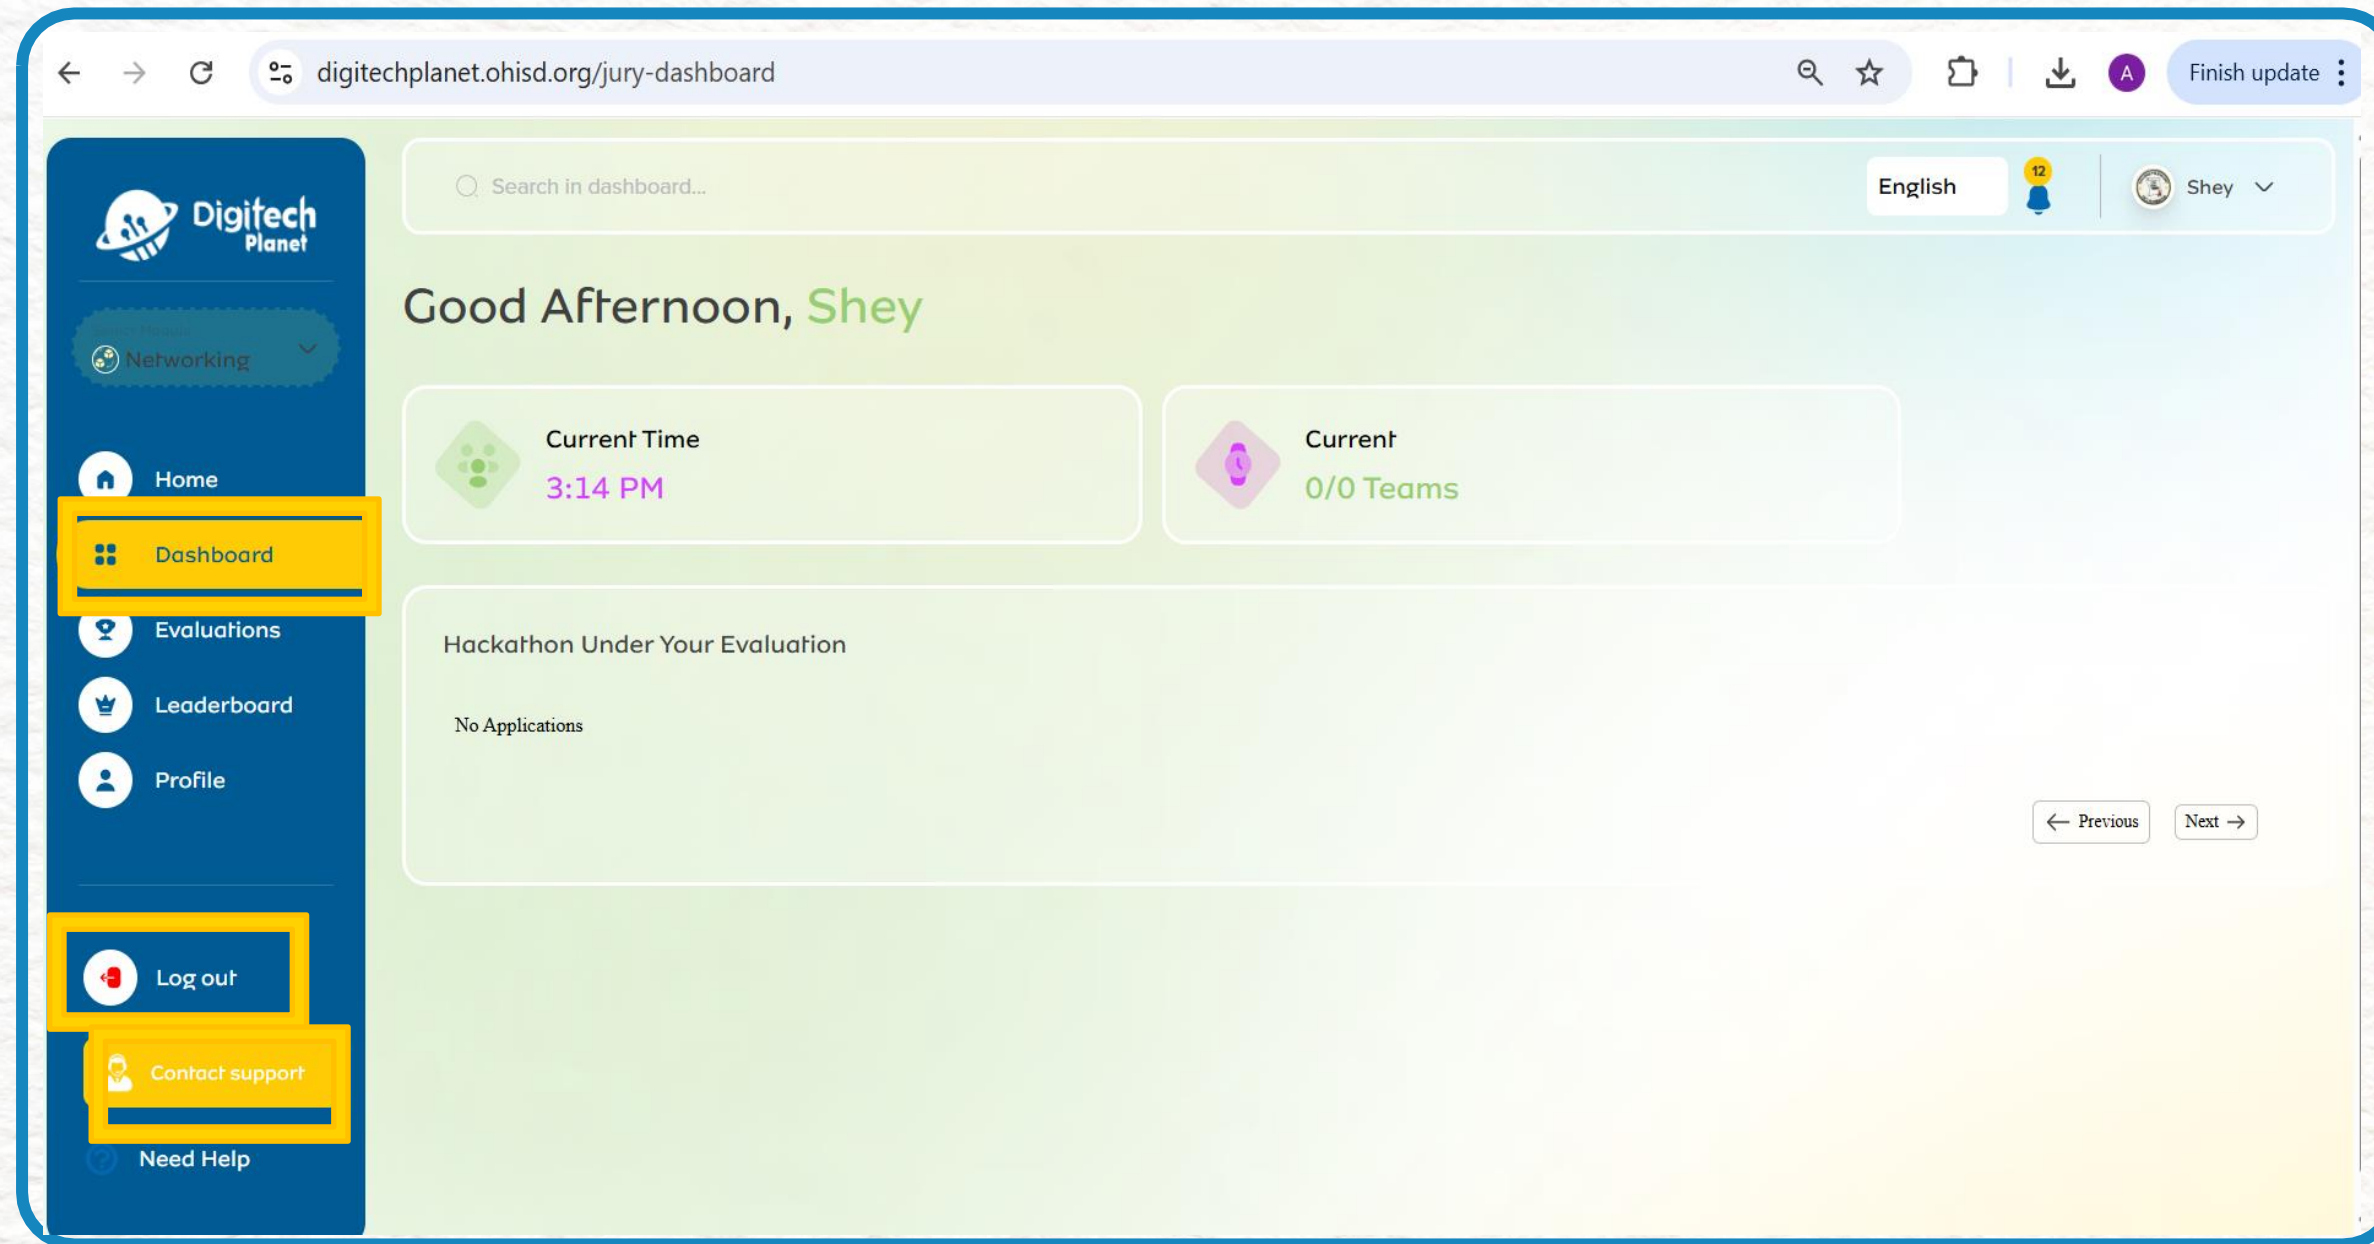 digitechplanet.ohisd.org/jury-dashboard
A
Finish update
Digitech
Planet
Search in dashboard...
English
12
Shey
Good Afternoon, Shey
Networking
Current Time
3:14 PM
Current
0/0 Teams
Home
Dashboard
Evaluations
Leaderboard
Profile
Hackathon Under Your Evaluation
No Applications
← Previous
Next →
Log out
Contact support
Need Help